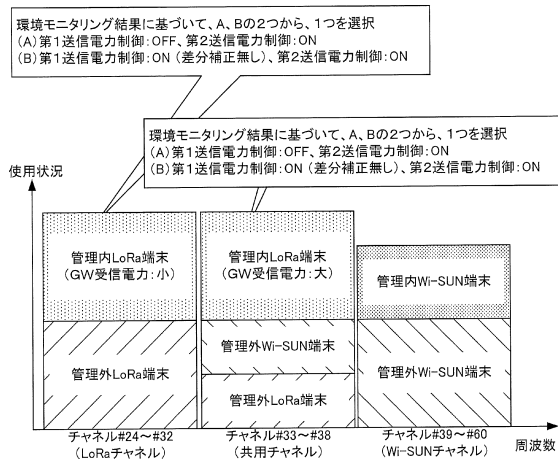 環境モニタリング結果に基づいて、A、Bの2つから、1つを選択
(A)第1送信電力制御:OFF、第2送信電力制御:ON
(B)第1送信電力制御:ON(差分補正無し)、第2送信電力制御:ON
環境モニタリング結果に基づいて、A、Bの2つから、1つを選択
(A)第1送信電力制御:OFF、第2送信電力制御:ON
(B)第1送信電力制御:ON(差分補正無し)、第2送信電力制御:ON
使用状況
管理内LoRa端末
(GW受信電力:小)
管理内LoRa端末
(GW受信電力:大)
管理内Wi-SUN端末
管理外LoRa端末
管理外Wi-SUN端末
管理外LoRa端末
管理外Wi-SUN端末
チャネル#24~#32
(LoRaチャネル)
チャネル#33~#38
(共用チャネル)
チャネル#39~#60
(Wi-SUNチャネル)
周波数